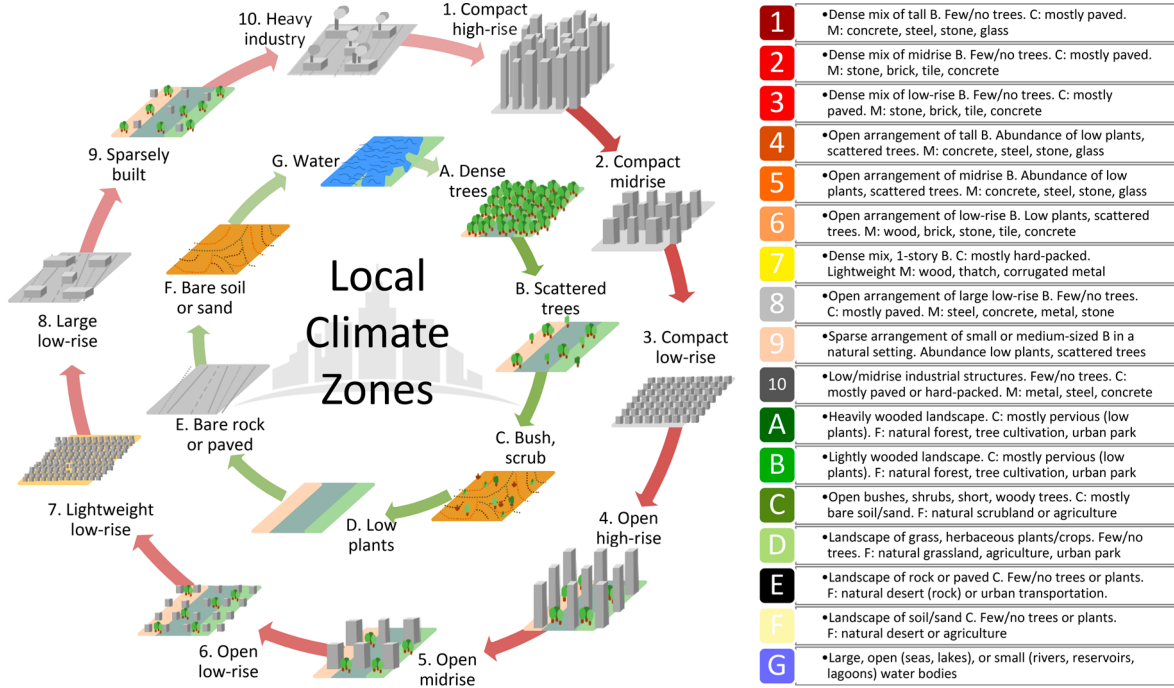 10. Heavy
industry
1. Compact
high-rise
9. Sparsely
built
G. Water
A. Dense
trees
2. Compact
midrise
F. Bare soil
or sand
B. Scattered
trees
8. Large
low-rise
Local
Climate
Zones
3. Compact
low-rise
E. Bare rock
or paved
C. Bush,
scrub
7. Lightweight
low-rise
D. Low
plants
4. Open
high-rise
6. Open
low-rise
5. Open
midrise
1
•Dense mix of tall B. Few/no trees. C: mostly paved.
M: concrete, steel, stone, glass
2
•Dense mix of midrise B. Few/no trees. C: mostly paved.
M: stone, brick, tile, concrete
3
•Dense mix of low-rise B. Few/no trees. C: mostly
paved. M: stone, brick, tile, concrete
4
•Open arrangement of tall B. Abundance of low plants,
scattered trees. M: concrete, steel, stone, glass
5
•Open arrangement of midrise B. Abundance of low
plants, scattered trees. M: concrete, steel, stone, glass
6
•Open arrangement of low-rise B. Low plants, scattered
trees. M: wood, brick, stone, tile, concrete
7
•Dense mix, 1-story B. C: mostly hard-packed.
Lightweight M: wood, thatch, corrugated metal
8
•Open arrangement of large low-rise B. Few/no trees.
C: mostly paved. M: steel, concrete, metal, stone
9
•Sparse arrangement of small or medium-sized B in a
natural setting. Abundance low plants, scattered trees
10
•Low/midrise industrial structures. Few/no trees. C:
mostly paved or hard-packed. M: metal, steel, concrete
A
•Heavily wooded landscape. C: mostly pervious (low
plants). F: natural forest, tree cultivation, urban park
B
•Lightly wooded landscape. C: mostly pervious (low
plants). F: natural forest, tree cultivation, urban park
C
•Open bushes, shrubs, short, woody trees. C: mostly
bare soil/sand. F: natural scrubland or agriculture
D
•Landscape of grass, herbaceous plants/crops. Few/no
trees. F: natural grassland, agriculture, urban park
E
•Landscape of rock or paved C. Few/no trees or plants.
F: natural desert (rock) or urban transportation.
F
•Landscape of soil/sand C. Few/no trees or plants.
F: natural desert or agriculture
G
•Large, open (seas, lakes), or small (rivers, reservoirs,
lagoons) water bodies